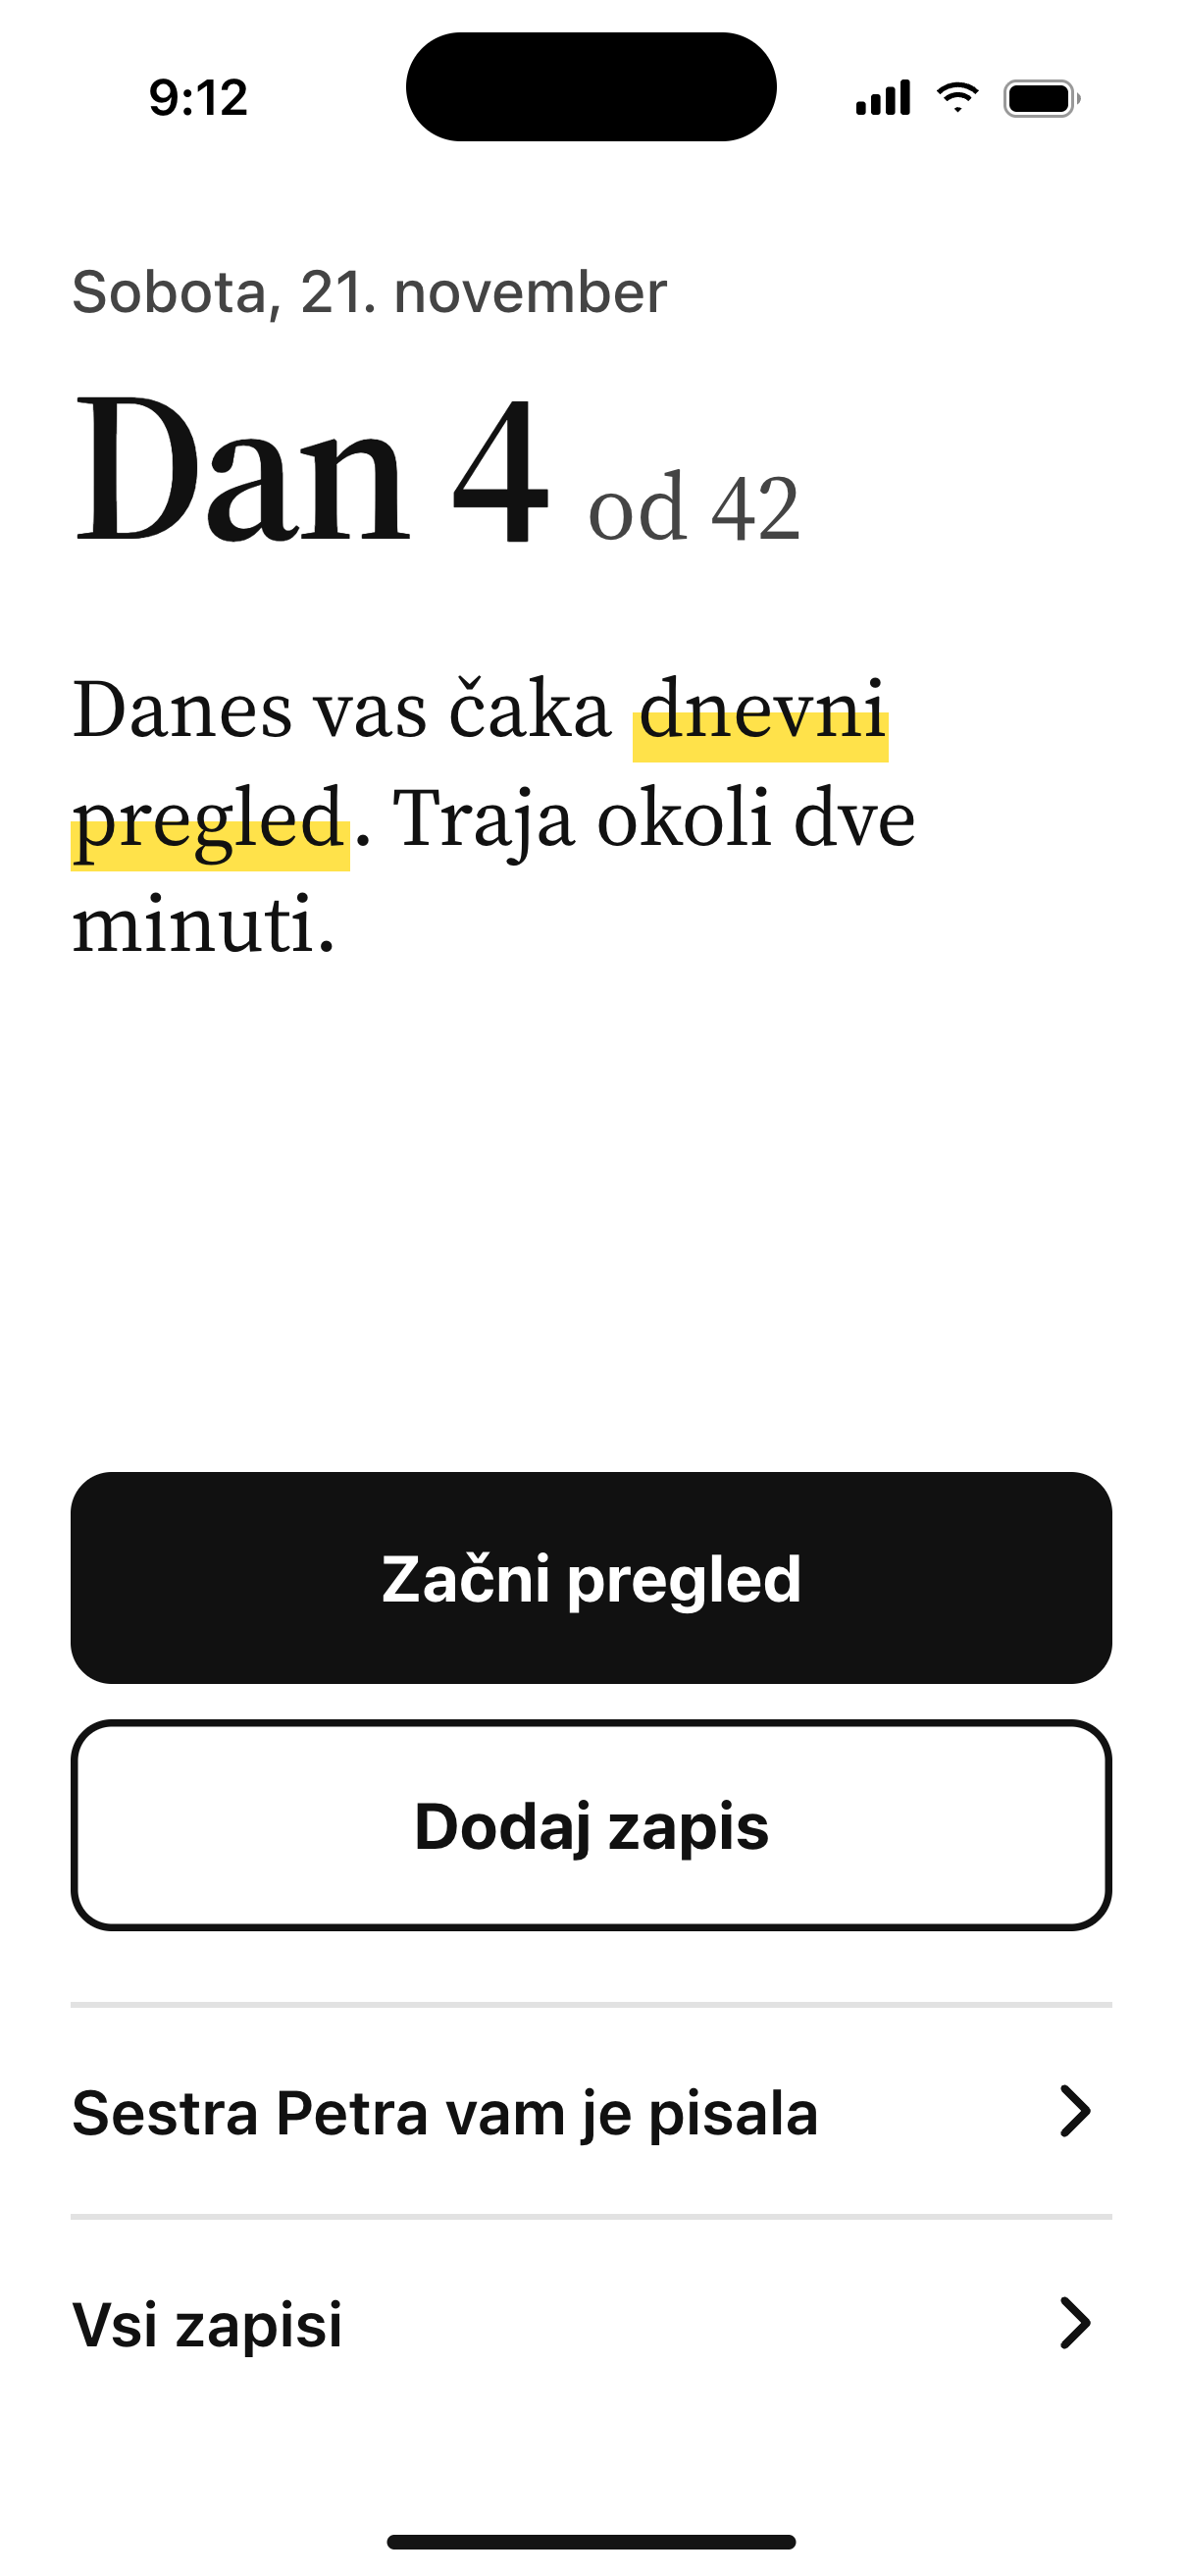 9:12
Sobota, 21. november
Dan 4 od 42
Danes vas čaka dnevni
pregled. Traja okoli dve
minuti.
Začni pregled
Dodaj zapis
Sestra Petra vam je pisala
Vsi zapisi